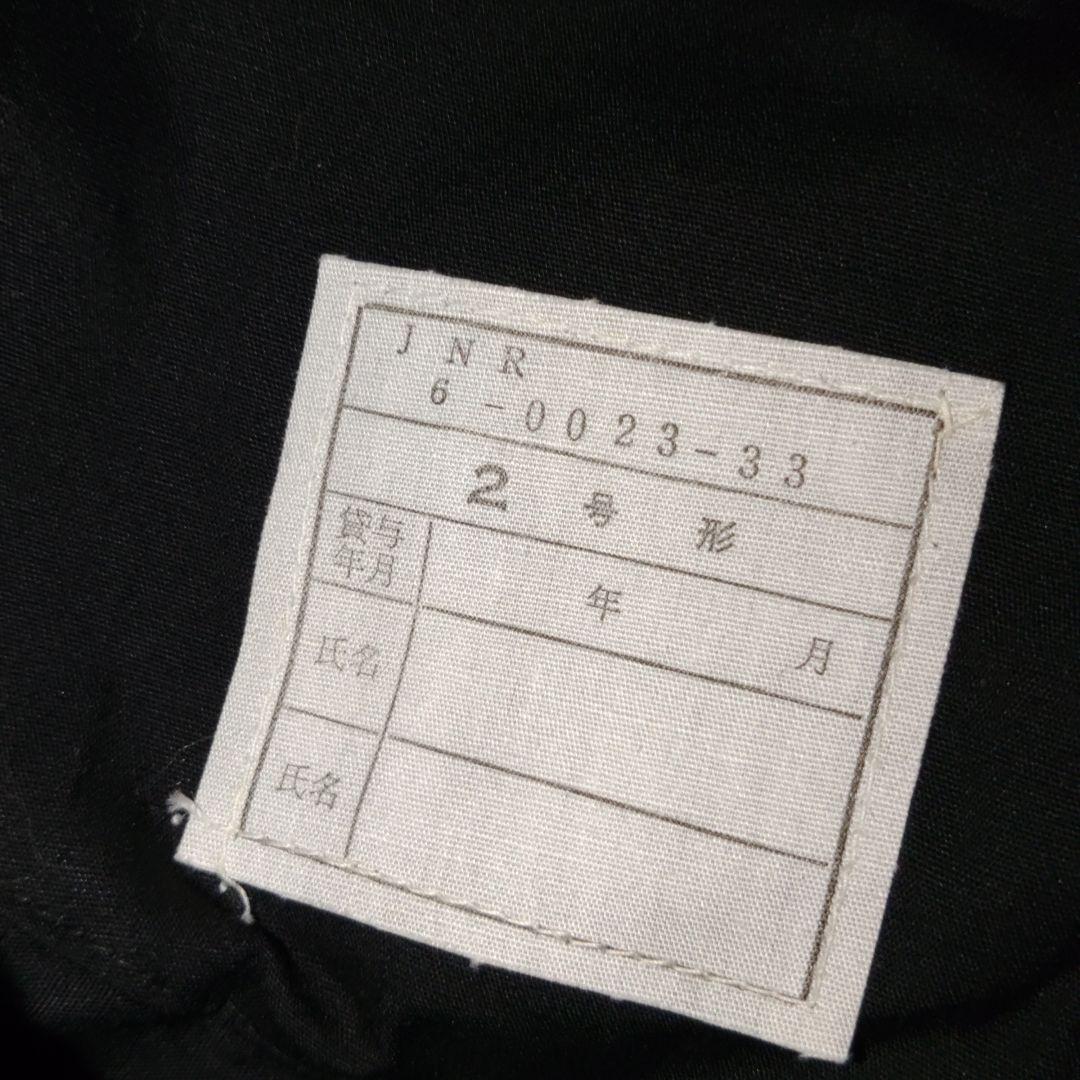 JNR
6-0023-33
2号形
貸与
年月
年 月
氏名
氏名